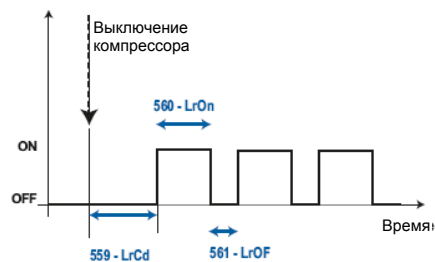 Выключение
компрессора
560 - LrOn
ON
OFF
Время
559 - LrCd
561 - LrOF